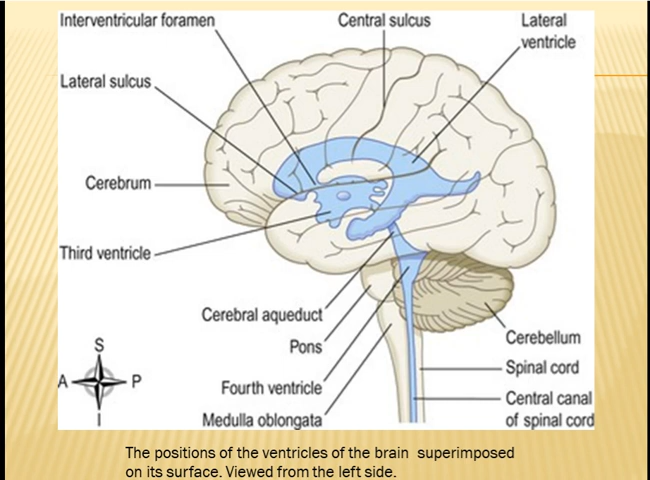 Interventricular foramen
Central sulcus
Lateral
ventricle
Lateral sulcus
Cerebrum
Third ventricle
Cerebral aqueduct
Pons
Fourth ventricle
Medulla oblongata
Cerebellum
Spinal cord
Central canal
of spinal cord
S
A P
I
The positions of the ventricles of the brain superimposed
on its surface. Viewed from the left side.